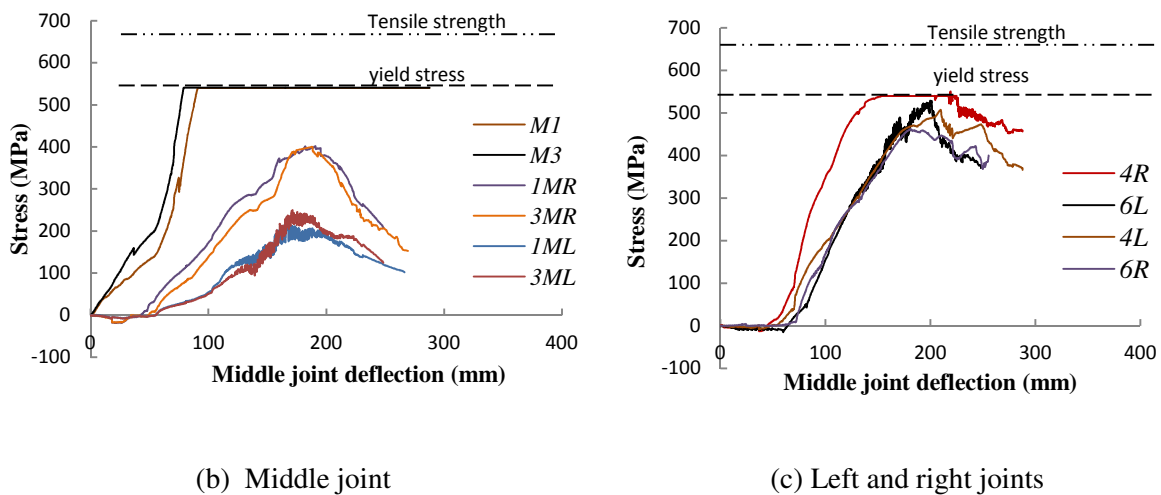 700
600
500
400
300
200
100
0
-100
Stress (MPa)
Tensile strength
yield stress
M1
M3
1MR
3MR
1ML
3ML
0 100 200 300 400
Middle joint deflection (mm)
(b) Middle joint
700
600
500
400
300
200
100
0
-100
Stress (MPa)
Tensile strength
yield stress
4R
6L
4L
6R
0 100 200 300 400
Middle joint deflection (mm)
(c) Left and right joints